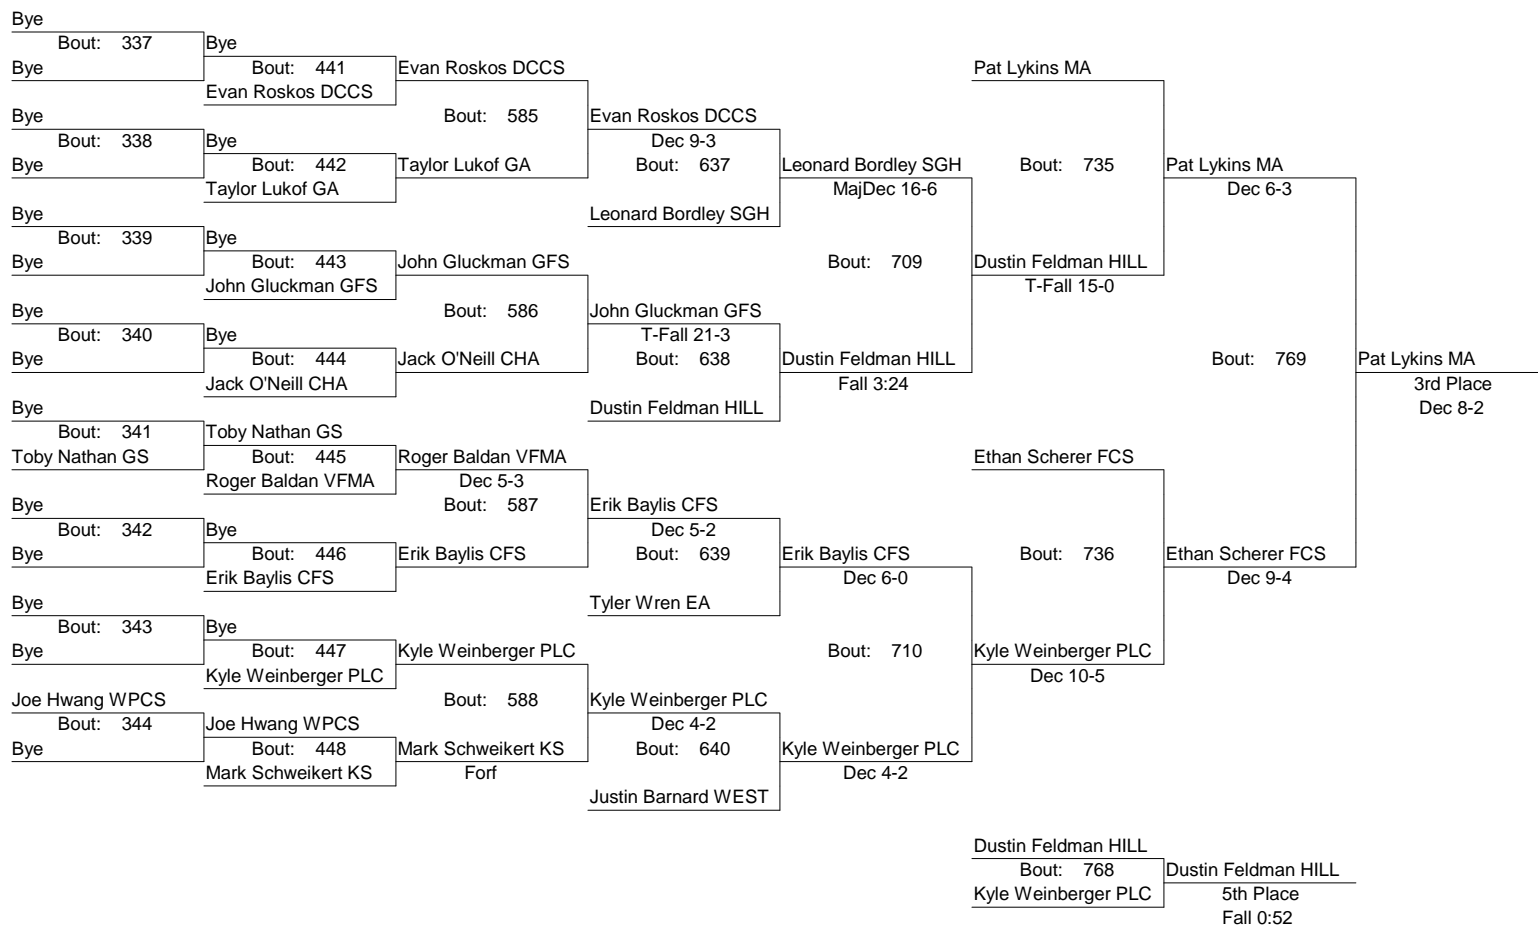 Bye
Bout: 337 Bye
Bye Bout: 441 Evan Roskos DCCS Pat Lykins MA
Evan Roskos DCCS
Bye Bout: 585 Evan Roskos DCCS
Bout: 338 Bye Dec 9-3
Bye Bout: 442 Taylor Lukof GA Bout: 637 Leonard Bordley SGH Bout: 735 Pat Lykins MA
Taylor Lukof GA MajDec 16-6 Dec 6-3
Bye Leonard Bordley SGH
Bout: 339 Bye
Bye Bout: 443 John Gluckman GFS Bout: 709 Dustin Feldman HILL
John Gluckman GFS T-Fall 15-0
Bye Bout: 586 John Gluckman GFS
Bout: 340 Bye T-Fall 21-3
Bye Bout: 444 Jack O'Neill CHA Bout: 638 Dustin Feldman HILL Bout: 769 Pat Lykins MA
Jack O'Neill CHA Fall 3:24 3rd Place
Bye Dustin Feldman HILL Dec 8-2
Bout: 341 Toby Nathan GS
Toby Nathan GS Bout: 445 Roger Baldan VFMA Ethan Scherer FCS
Roger Baldan VFMA Dec 5-3
Bye Bout: 587 Erik Baylis CFS
Bout: 342 Bye Dec 5-2
Bye Bout: 446 Erik Baylis CFS Bout: 639 Erik Baylis CFS Bout: 736 Ethan Scherer FCS
Erik Baylis CFS Dec 6-0 Dec 9-4
Bye Tyler Wren EA
Bout: 343 Bye
Bye Bout: 447 Kyle Weinberger PLC Bout: 710 Kyle Weinberger PLC
Kyle Weinberger PLC Dec 10-5
Joe Hwang WPCS Bout: 588 Kyle Weinberger PLC
Bout: 344 Joe Hwang WPCS Dec 4-2
Bye Bout: 448 Mark Schweikert KS Bout: 640 Kyle Weinberger PLC
Mark Schweikert KS Forf Dec 4-2
Justin Barnard WEST
Dustin Feldman HILL
Bout: 768 Dustin Feldman HILL
Kyle Weinberger PLC 5th Place
Fall 0:52